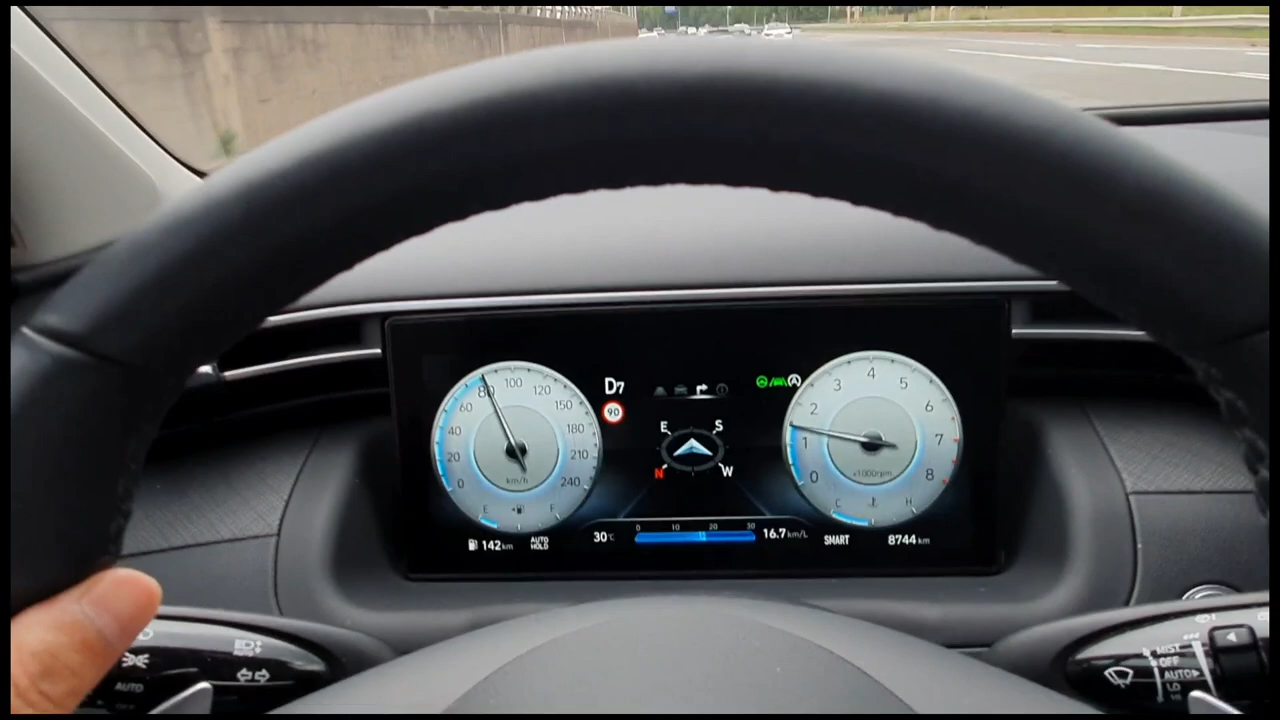 D7
90
0 20 40 60 80 100 120 150 180 210 240
km/h
E F
0 1 2 3 4 5 6 7 8
x1000rpm
C H
E S
N W
0 10 20 30
142km
AUTO
HOLD
30°C
16.7km/L
SMART
8744km
AUTO
MIST
OFF
AUTO
LO